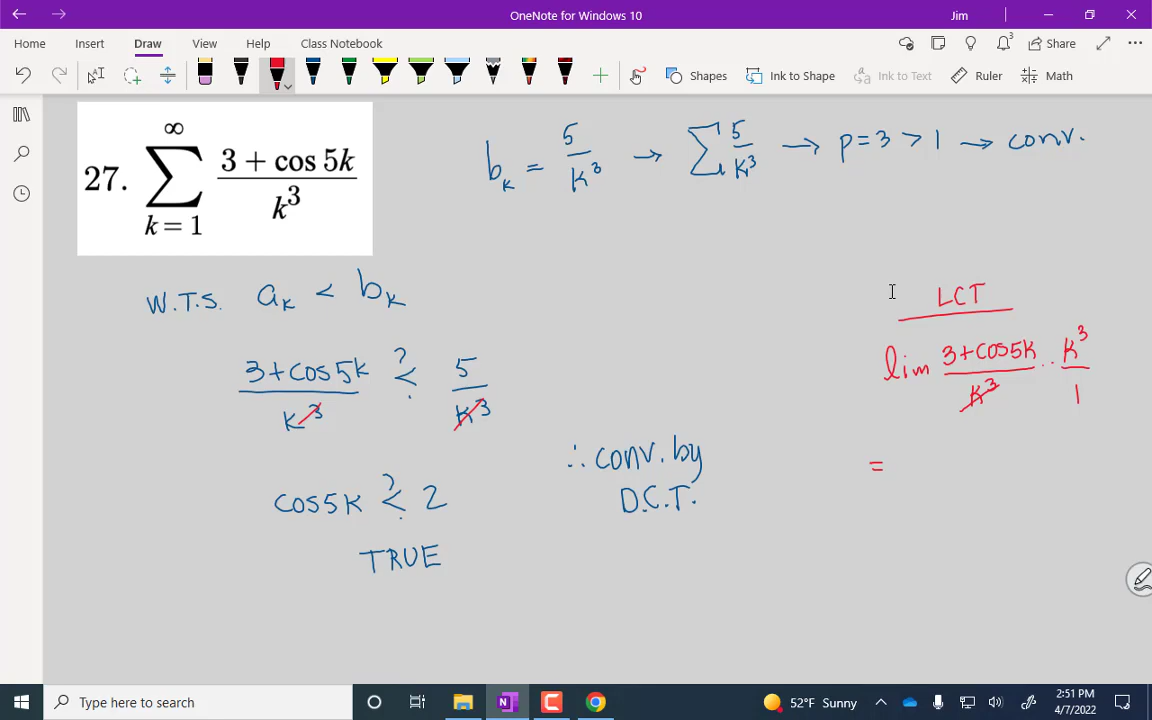 OneNote for Windows 10
Jim
Home Insert Draw View Help Class Notebook
Share
Shapes Ink to Shape Ink to Text Ruler Math
27. ∞ ∑ k = 1 3 + cos 5k / k³
b_k = 5/k³ → ∑ 5/k³ → p = 3 > 1 → conv.
W.T.S. a_k < b_k
3+cos5k / k³ ?< 5 / k³
cos5k ?< 2
TRUE
∴ conv. by
D.C.T.
LCT
lim 3+cos5k / k³ · k³ / 1
=
Type here to search
52°F Sunny
2:51 PM
4/7/2022